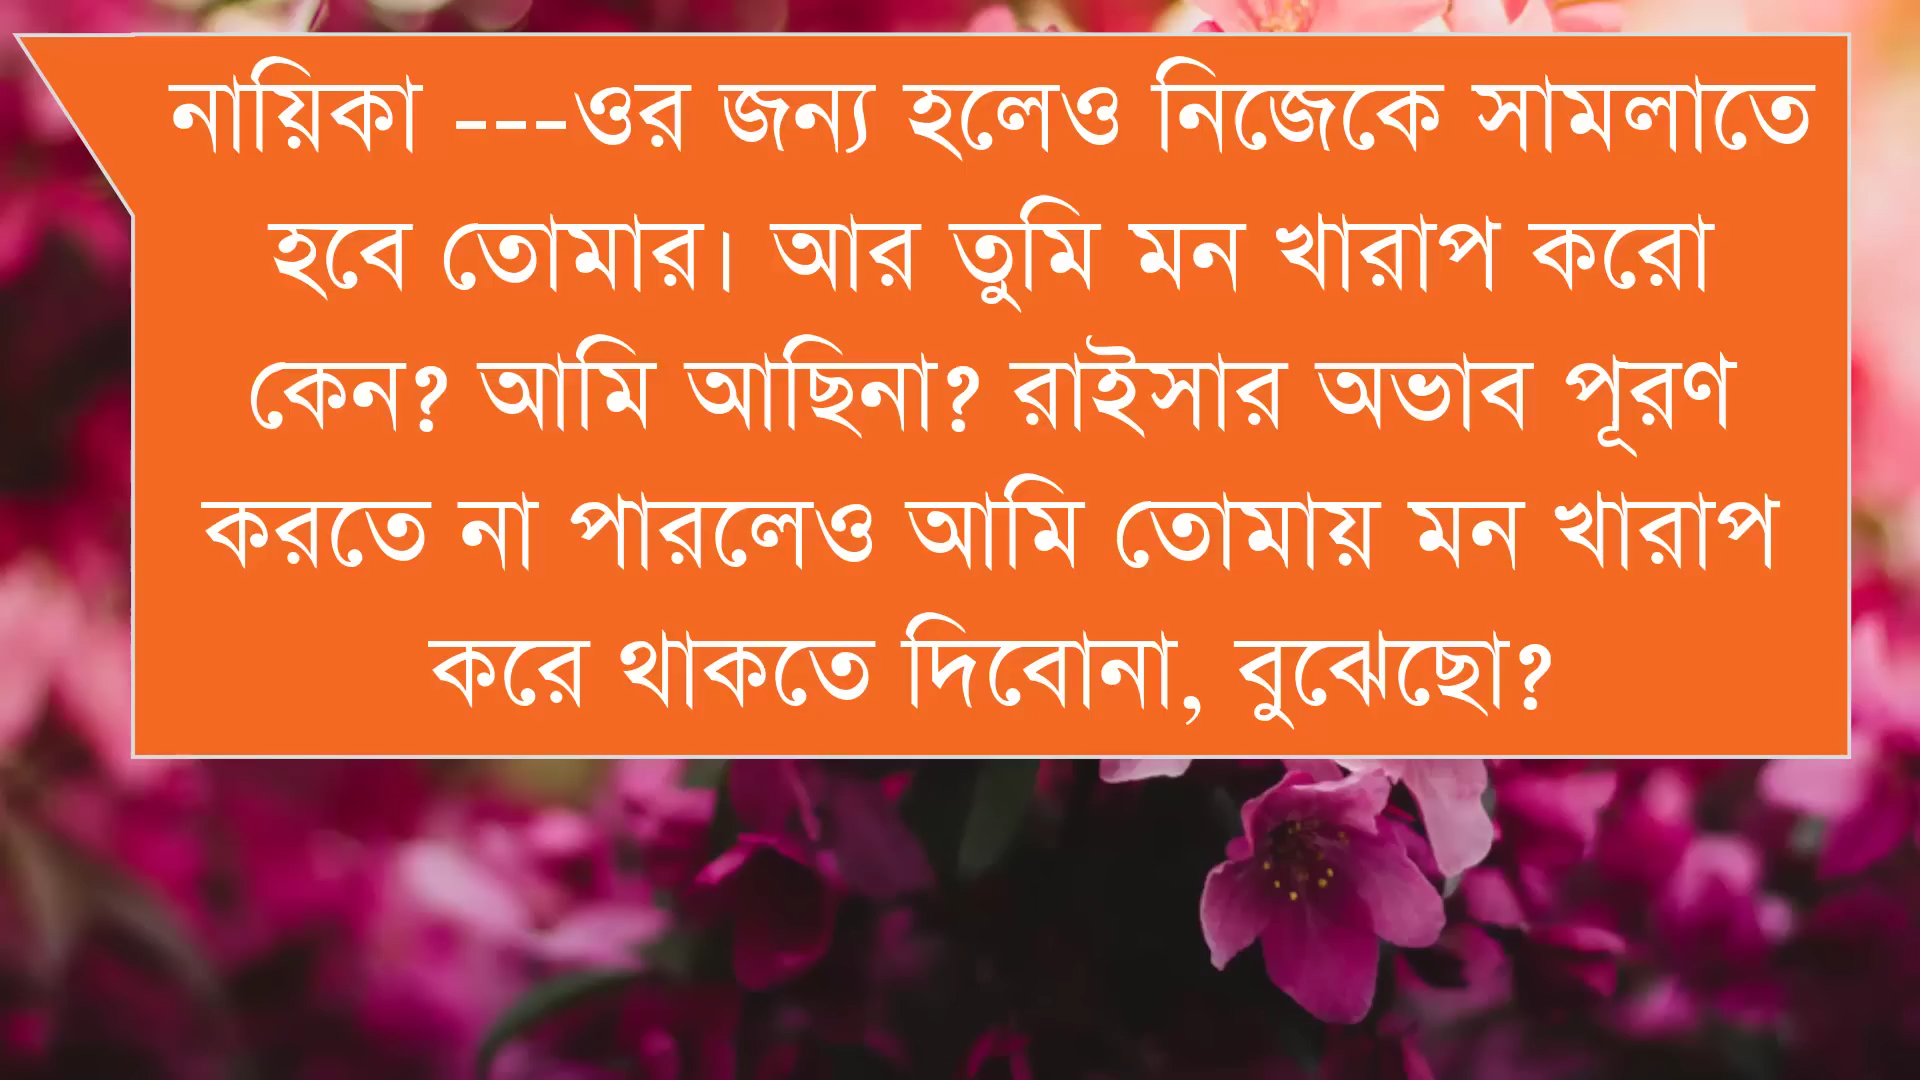 নায়িকা ---ওর জন্য হলেও নিজেকে সামলাতে
হবে তোমার। আর তুমি মন খারাপ করো
কেন? আমি আছিনা? রাইসার অভাব পূরণ
করতে না পারলেও আমি তোমায় মন খারাপ
করে থাকতে দিবোনা, বুঝেছো?